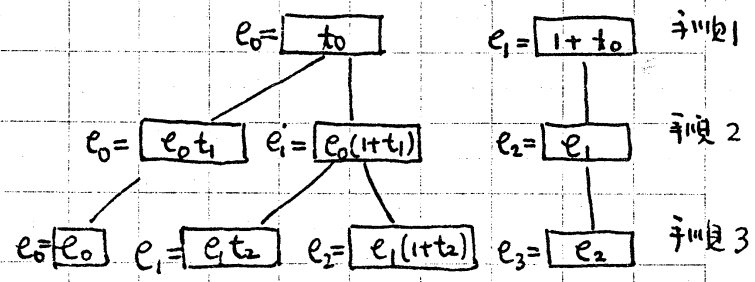 e₀= t₀ e₁= 1+t₀ 手順1
e₀= e₀t₁ e₁= e₀(1+t₁) e₂= e₁ 手順2
e₀= e₀ e₁= e₁t₂ e₂= e₁(1+t₂) e₃= e₂ 手順3